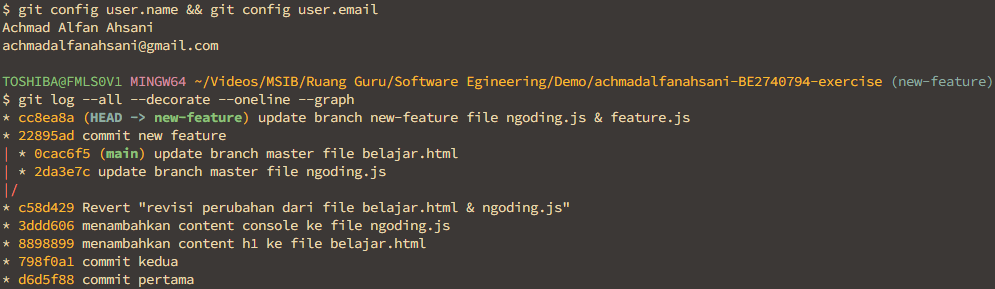 $ git config user.name && git config user.email
Achmad Alfan Ahsani
achmadalfanahsani@gmail.com
TOSHIBA@FMLS0V1 MINGW64 ~/Videos/MSIB/Ruang Guru/Software Egineering/Demo/achmadalfanahsani-BE2740794-exercise (new-feature)
$ git log --all --decorate --oneline --graph
* cc8ea8a (HEAD -> new-feature) update branch new-feature file ngoding.js & feature.js
* 22895ad commit new feature
| * 0cac6f5 (main) update branch master file belajar.html
| * 2da3e7c update branch master file ngoding.js
|/
* c58d429 Revert "revisi perubahan dari file belajar.html & ngoding.js"
* 3ddd606 menambahkan content console ke file ngoding.js
* 8898899 menambahkan content h1 ke file belajar.html
* 798f0a1 commit kedua
* d6d5f88 commit pertama